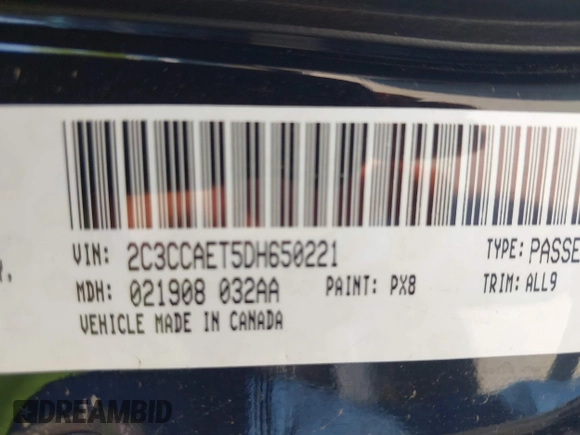 VIN: 2C3CCAET5DH650221 TYPE: PASSE
MDH: 021908 032AA PAINT: PX8 TRIM: ALL9
VEHICLE MADE IN CANADA
DREAMBID